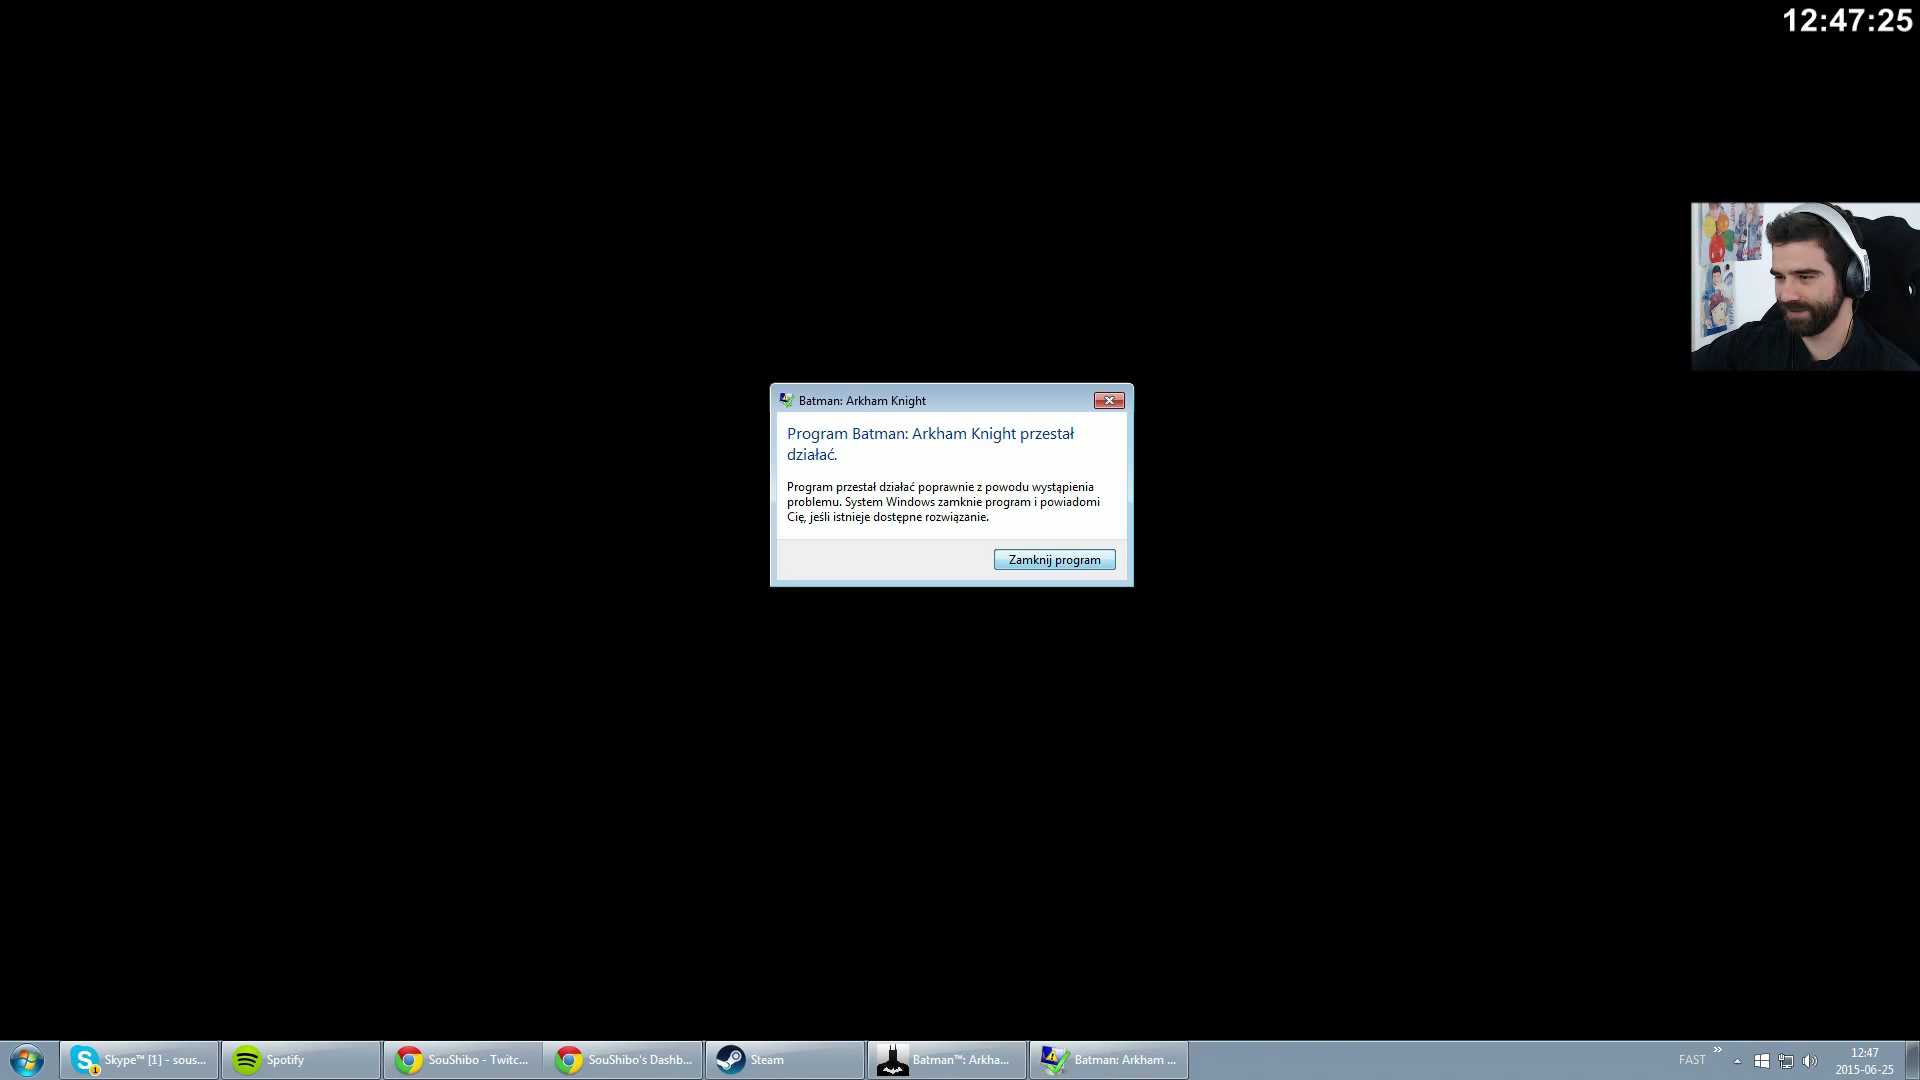 12:47:25
Batman: Arkham Knight
Program Batman: Arkham Knight przestał
działać.
Program przestał działać poprawnie z powodu wystąpienia
problemu. System Windows zamknie program i powiadomi
Cię, jeśli istnieje dostępne rozwiązanie.
Zamknij program
Skype™ [1] - sous...
Spotify
SouShibo - Twitc...
SouShibo's Dashb...
Steam
Batman™: Arkha...
Batman: Arkham ...
FAST
12:47
2015-06-25